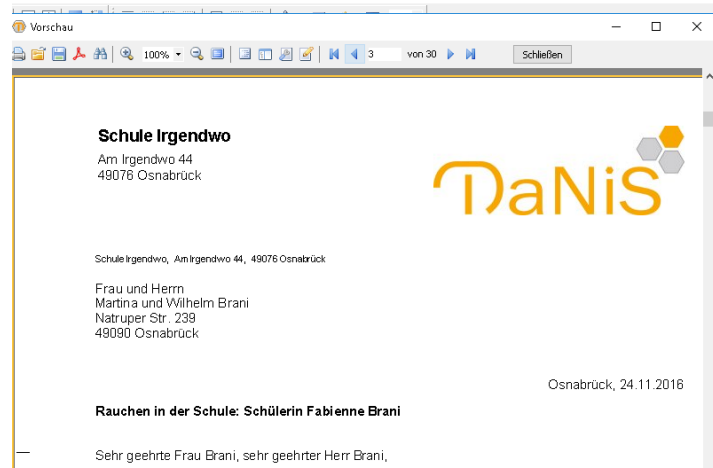 Vorschau
100%
3
von 30
Schließen
Schule Irgendwo
Am Irgendwo 44
49076 Osnabrück
DaNiS
Schule Irgendwo, Am Irgendwo 44, 49076 Osnabrück
Frau und Herrn
Martina und Wilhelm Brani
Natruper Str. 239
49090 Osnabrück
Osnabrück, 24.11.2016
Rauchen in der Schule: Schülerin Fabienne Brani
Sehr geehrte Frau Brani, sehr geehrter Herr Brani,